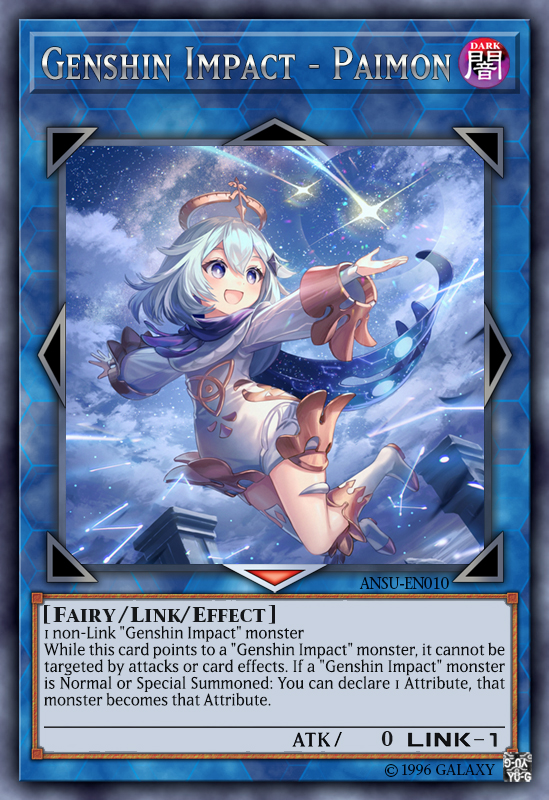 GENSHIN IMPACT - PAIMON
DARK
闇
ANSU-EN010
[FAIRY/LINK/EFFECT]
1 non-Link "Genshin Impact" monster
While this card points to a "Genshin Impact" monster, it cannot be
targeted by attacks or card effects. If a "Genshin Impact" monster
is Normal or Special Summoned: You can declare 1 Attribute, that
monster becomes that Attribute.
ATK/ 0 LINK-1
©1996 GALAXY
YU-G